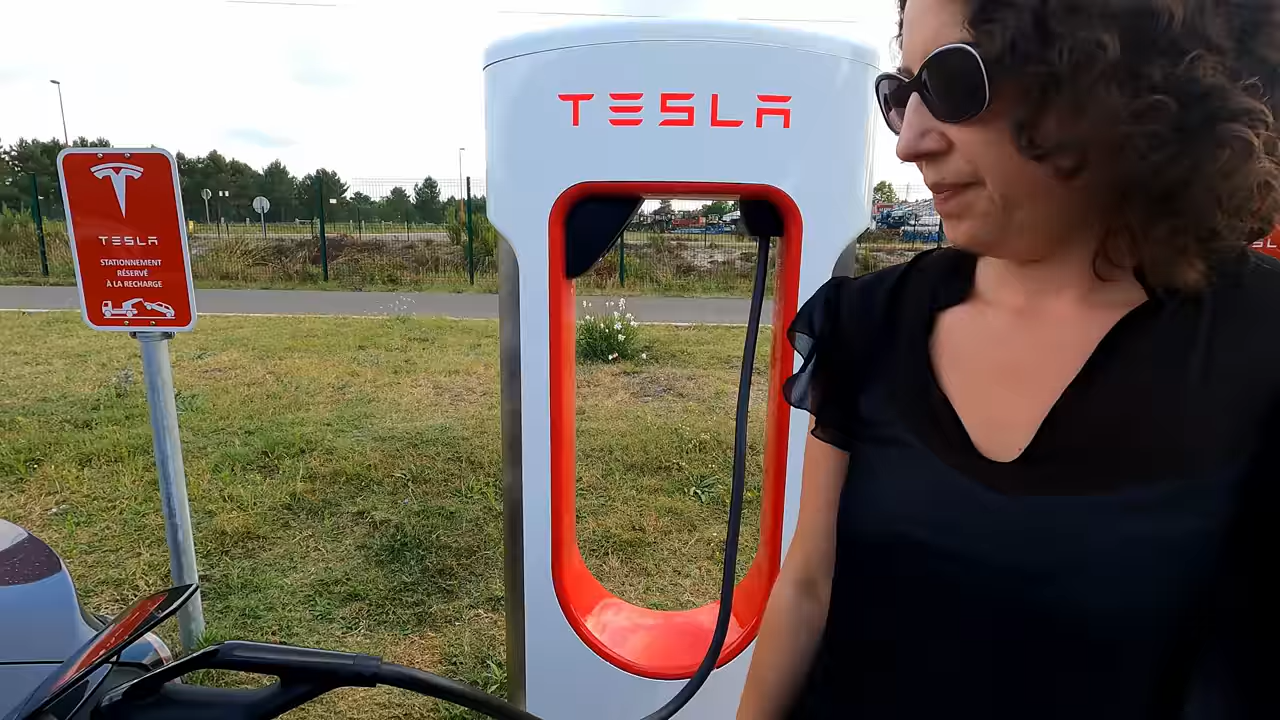 TESLA
TESLA
STATIONNEMENT
RÉSERVÉ
À LA RECHARGE